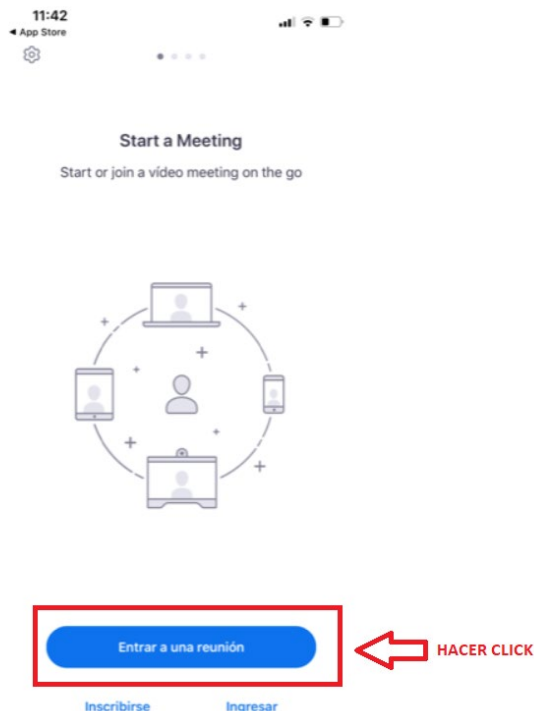 11:42
◀ App Store
Start a Meeting
Start or join a video meeting on the go
Entrar a una reunión
HACER CLICK
Inscribirse
Ingresar